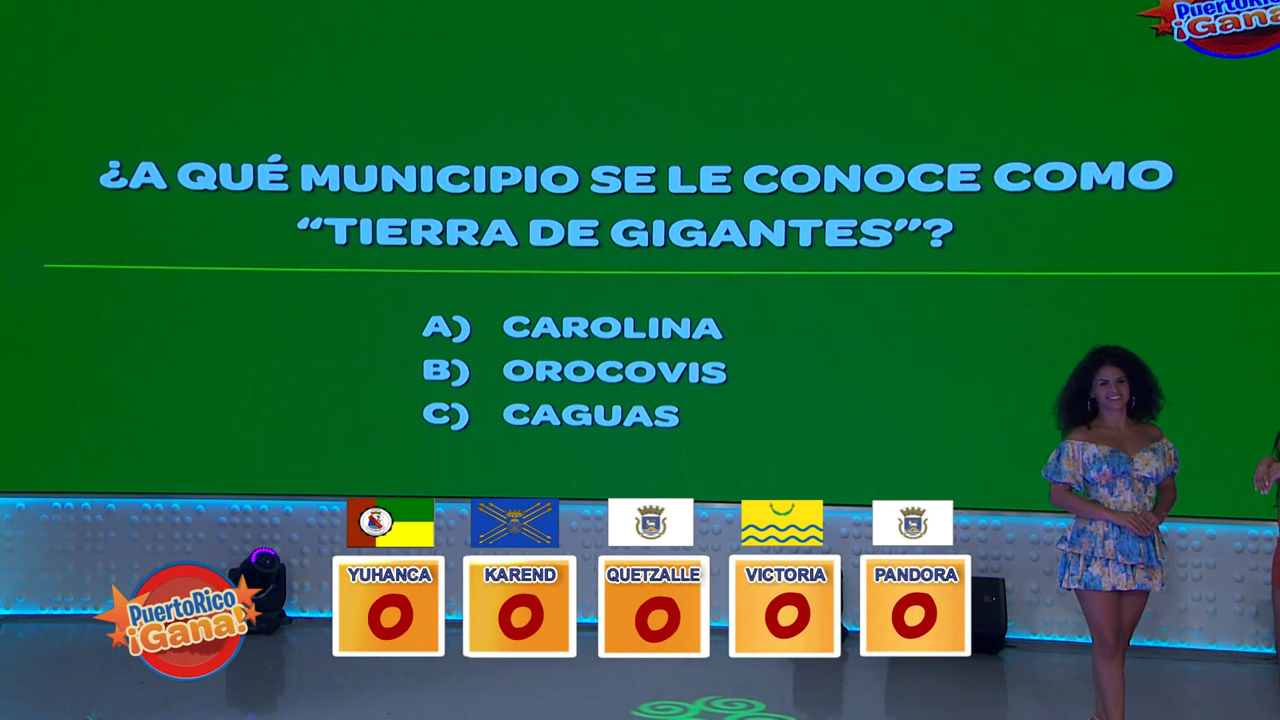 PuertoRico
¡Gana
¿A QUÉ MUNICIPIO SE LE CONOCE COMO
“TIERRA DE GIGANTES”?
A) CAROLINA
B) OROCOVIS
C) CAGUAS
PuertoRico
¡Gana!
YUHANCA KAREND QUETZALLE VICTORIA PANDORA
0 0 0 0 0